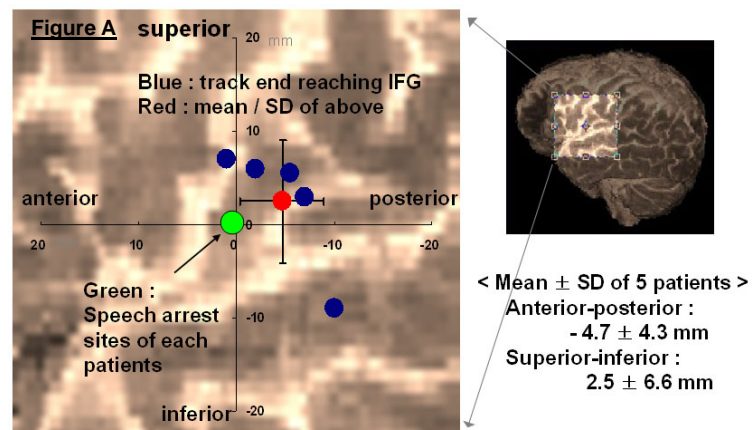 Figure A superior
20
mm
Blue : track end reaching IFG
Red : mean / SD of above
10
anterior
posterior
20
10
0
0
-10
-20
Green :
Speech arrest
sites of each
patients
-10
inferior
-20
< Mean ± SD of 5 patients >
Anterior-posterior :
- 4.7 ± 4.3 mm
Superior-inferior :
2.5 ± 6.6 mm